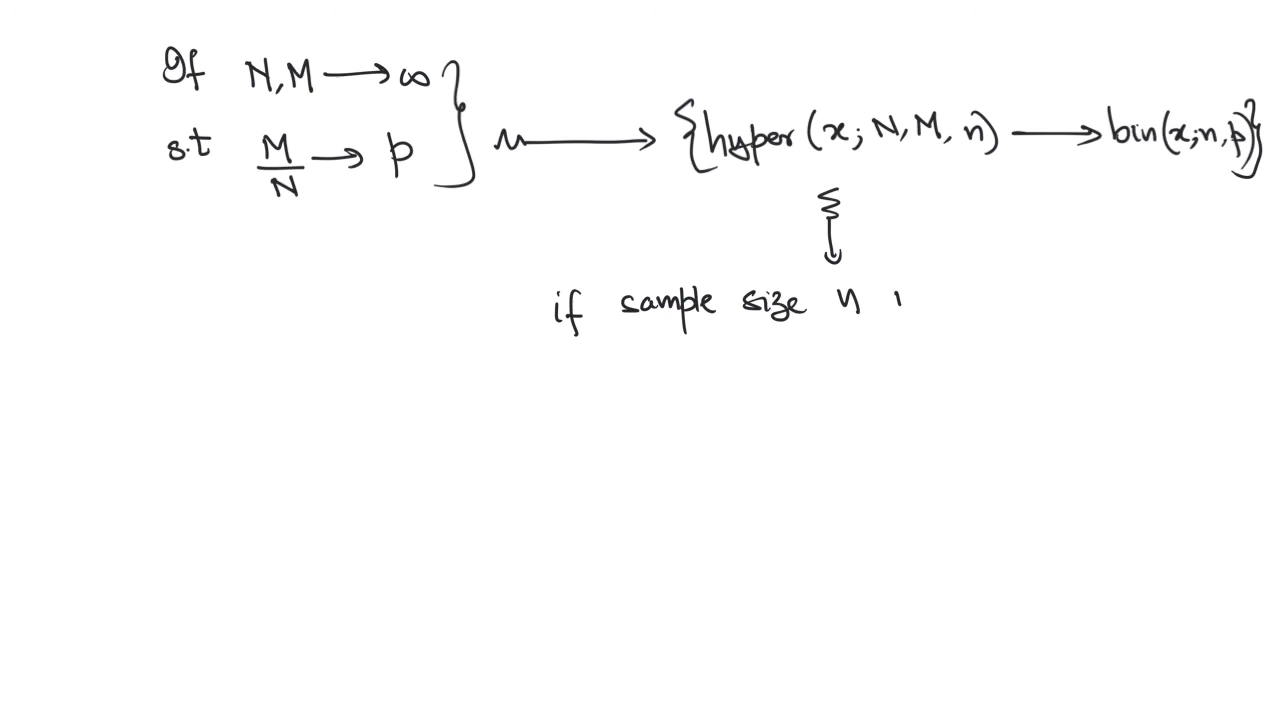 If N,M ⟶ ∞
s.t M/N ⟶ p } ⟶ {hyper(x; N, M, n) ⟶ bin(x;n,p)}
if sample size n